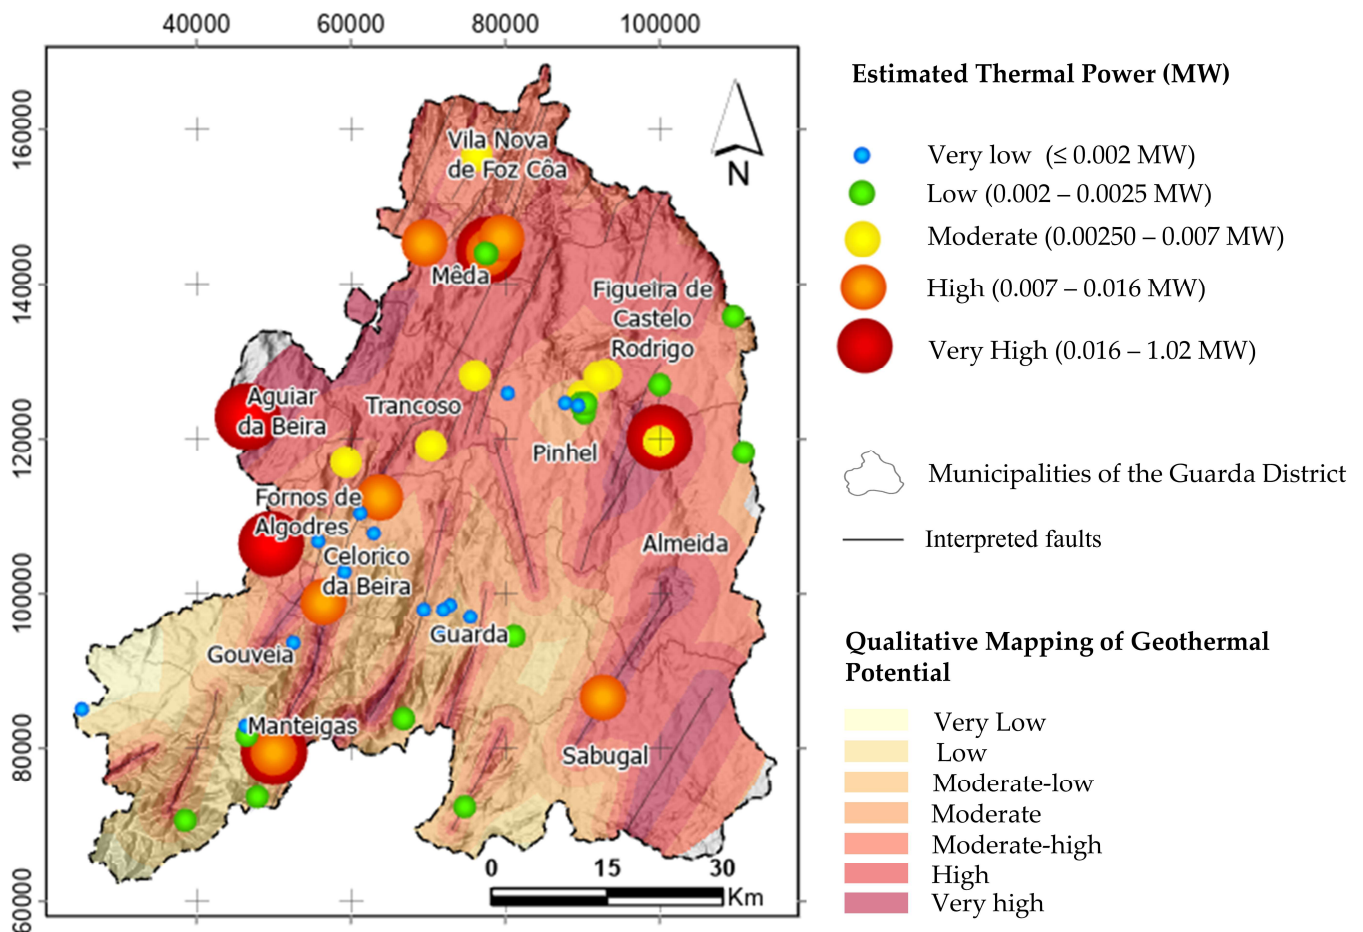 40000 60000 80000 100000
160000
140000
120000
100000
80000
60000
N
Vila Nova
de Foz Côa
Mêda
Figueira de
Castelo
Rodrigo
Aguiar
da Beira
Trancoso
Pinhel
Fornos de
Algodres
Celorico
da Beira
Almeida
Guarda
Gouveia
Manteigas
Sabugal
0 15 30
Km
Estimated Thermal Power (MW)
Very low (≤ 0.002 MW)
Low (0.002 – 0.0025 MW)
Moderate (0.00250 – 0.007 MW)
High (0.007 – 0.016 MW)
Very High (0.016 – 1.02 MW)
Municipalities of the Guarda District
Interpreted faults
Qualitative Mapping of Geothermal
Potential
Very Low
Low
Moderate-low
Moderate
Moderate-high
High
Very high